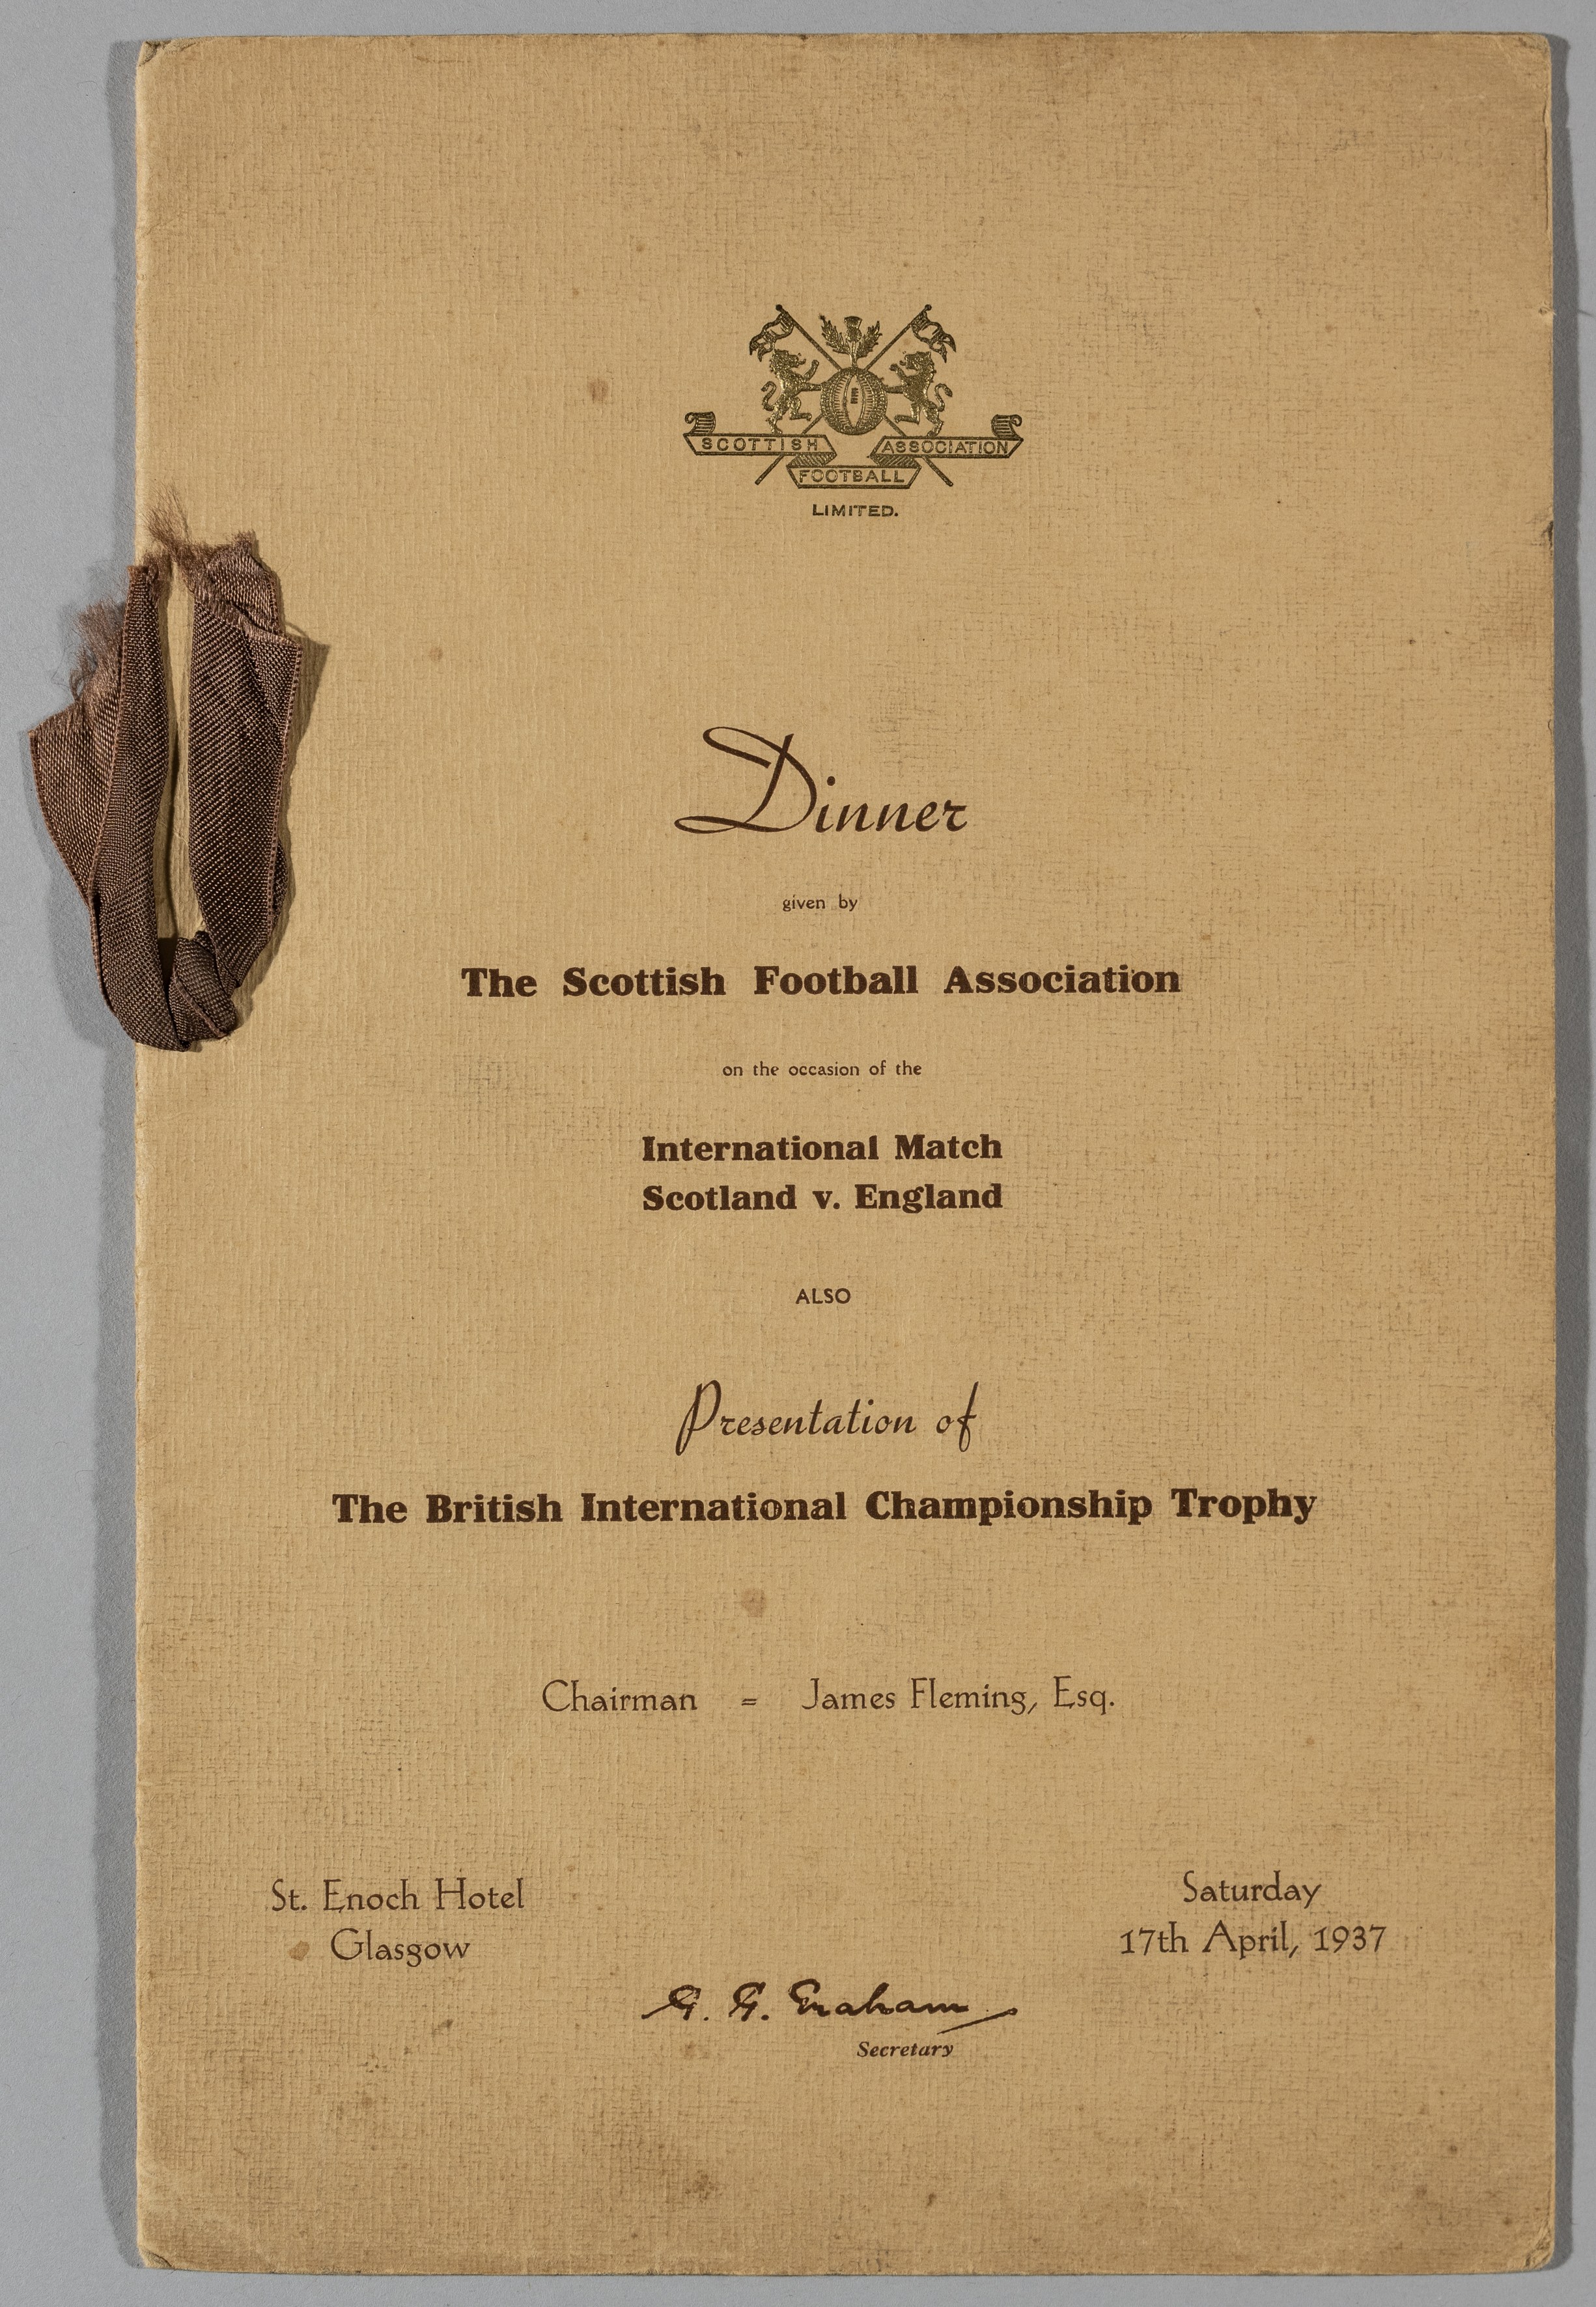 SCOTTISH FOOTBALL ASSOCIATION
LIMITED.
Dinner
given by
The Scottish Football Association
on the occasion of the
International Match
Scotland v. England
ALSO
Presentation of
The British International Championship Trophy
Chairman = James Fleming, Esq.
St. Enoch Hotel
Glasgow
Saturday
17th April, 1937
G. G. Graham
Secretary